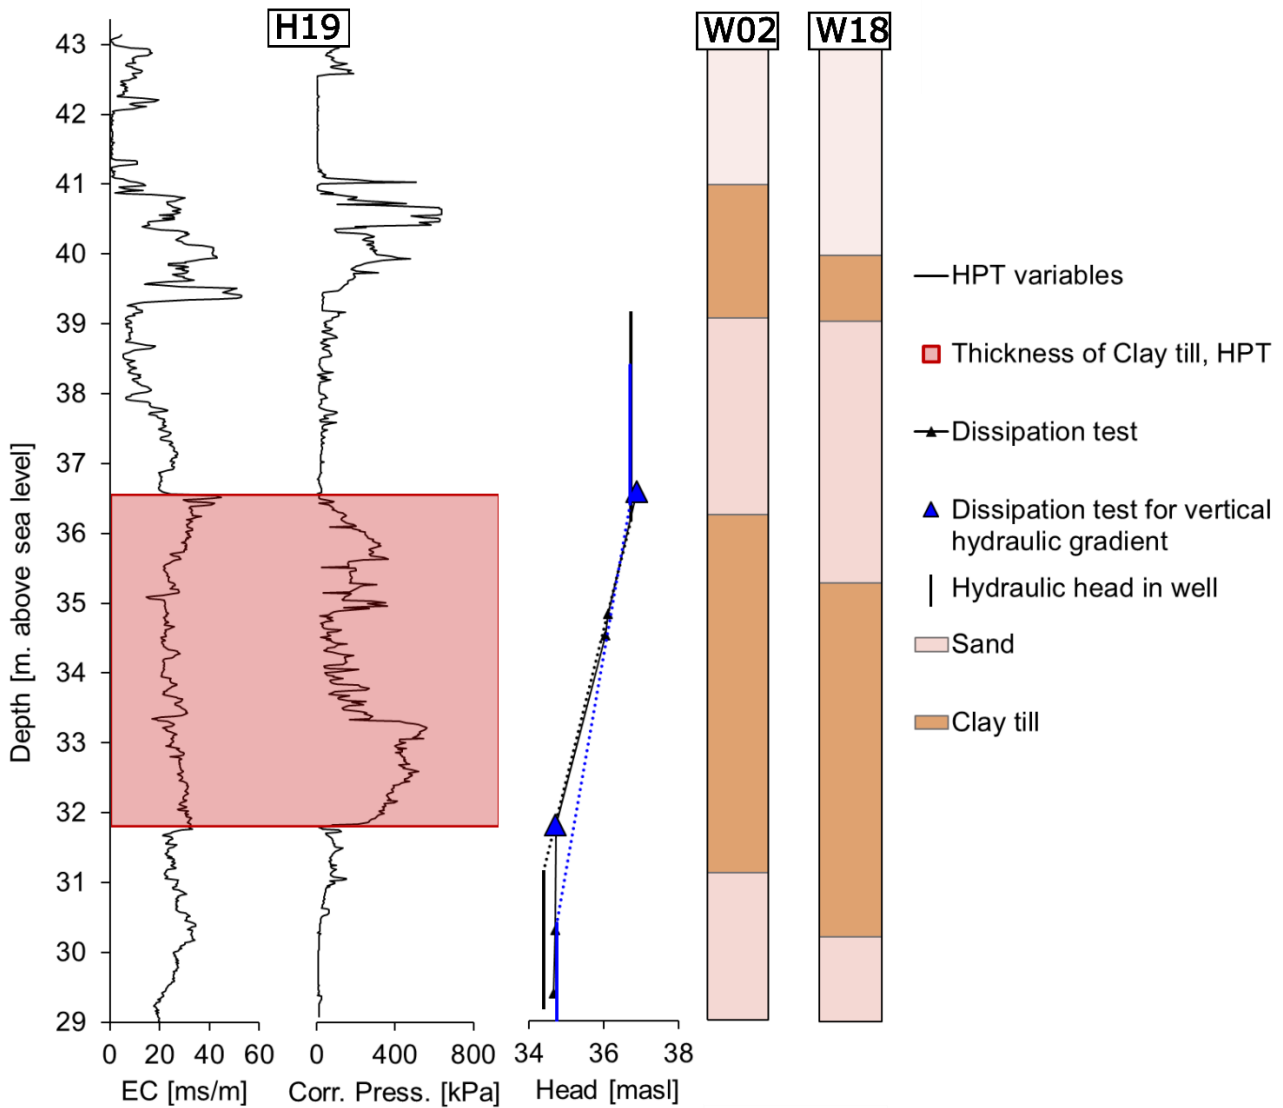 H19
W02
W18
43
42
41
40
39
38
37
36
35
34
33
32
31
30
29
Depth [m. above sea level]
0 20 40 60
EC [ms/m]
0 400 800
Corr. Press. [kPa]
34 36 38
Head [masl]
HPT variables
Thickness of Clay till, HPT
Dissipation test
Dissipation test for vertical
hydraulic gradient
Hydraulic head in well
Sand
Clay till